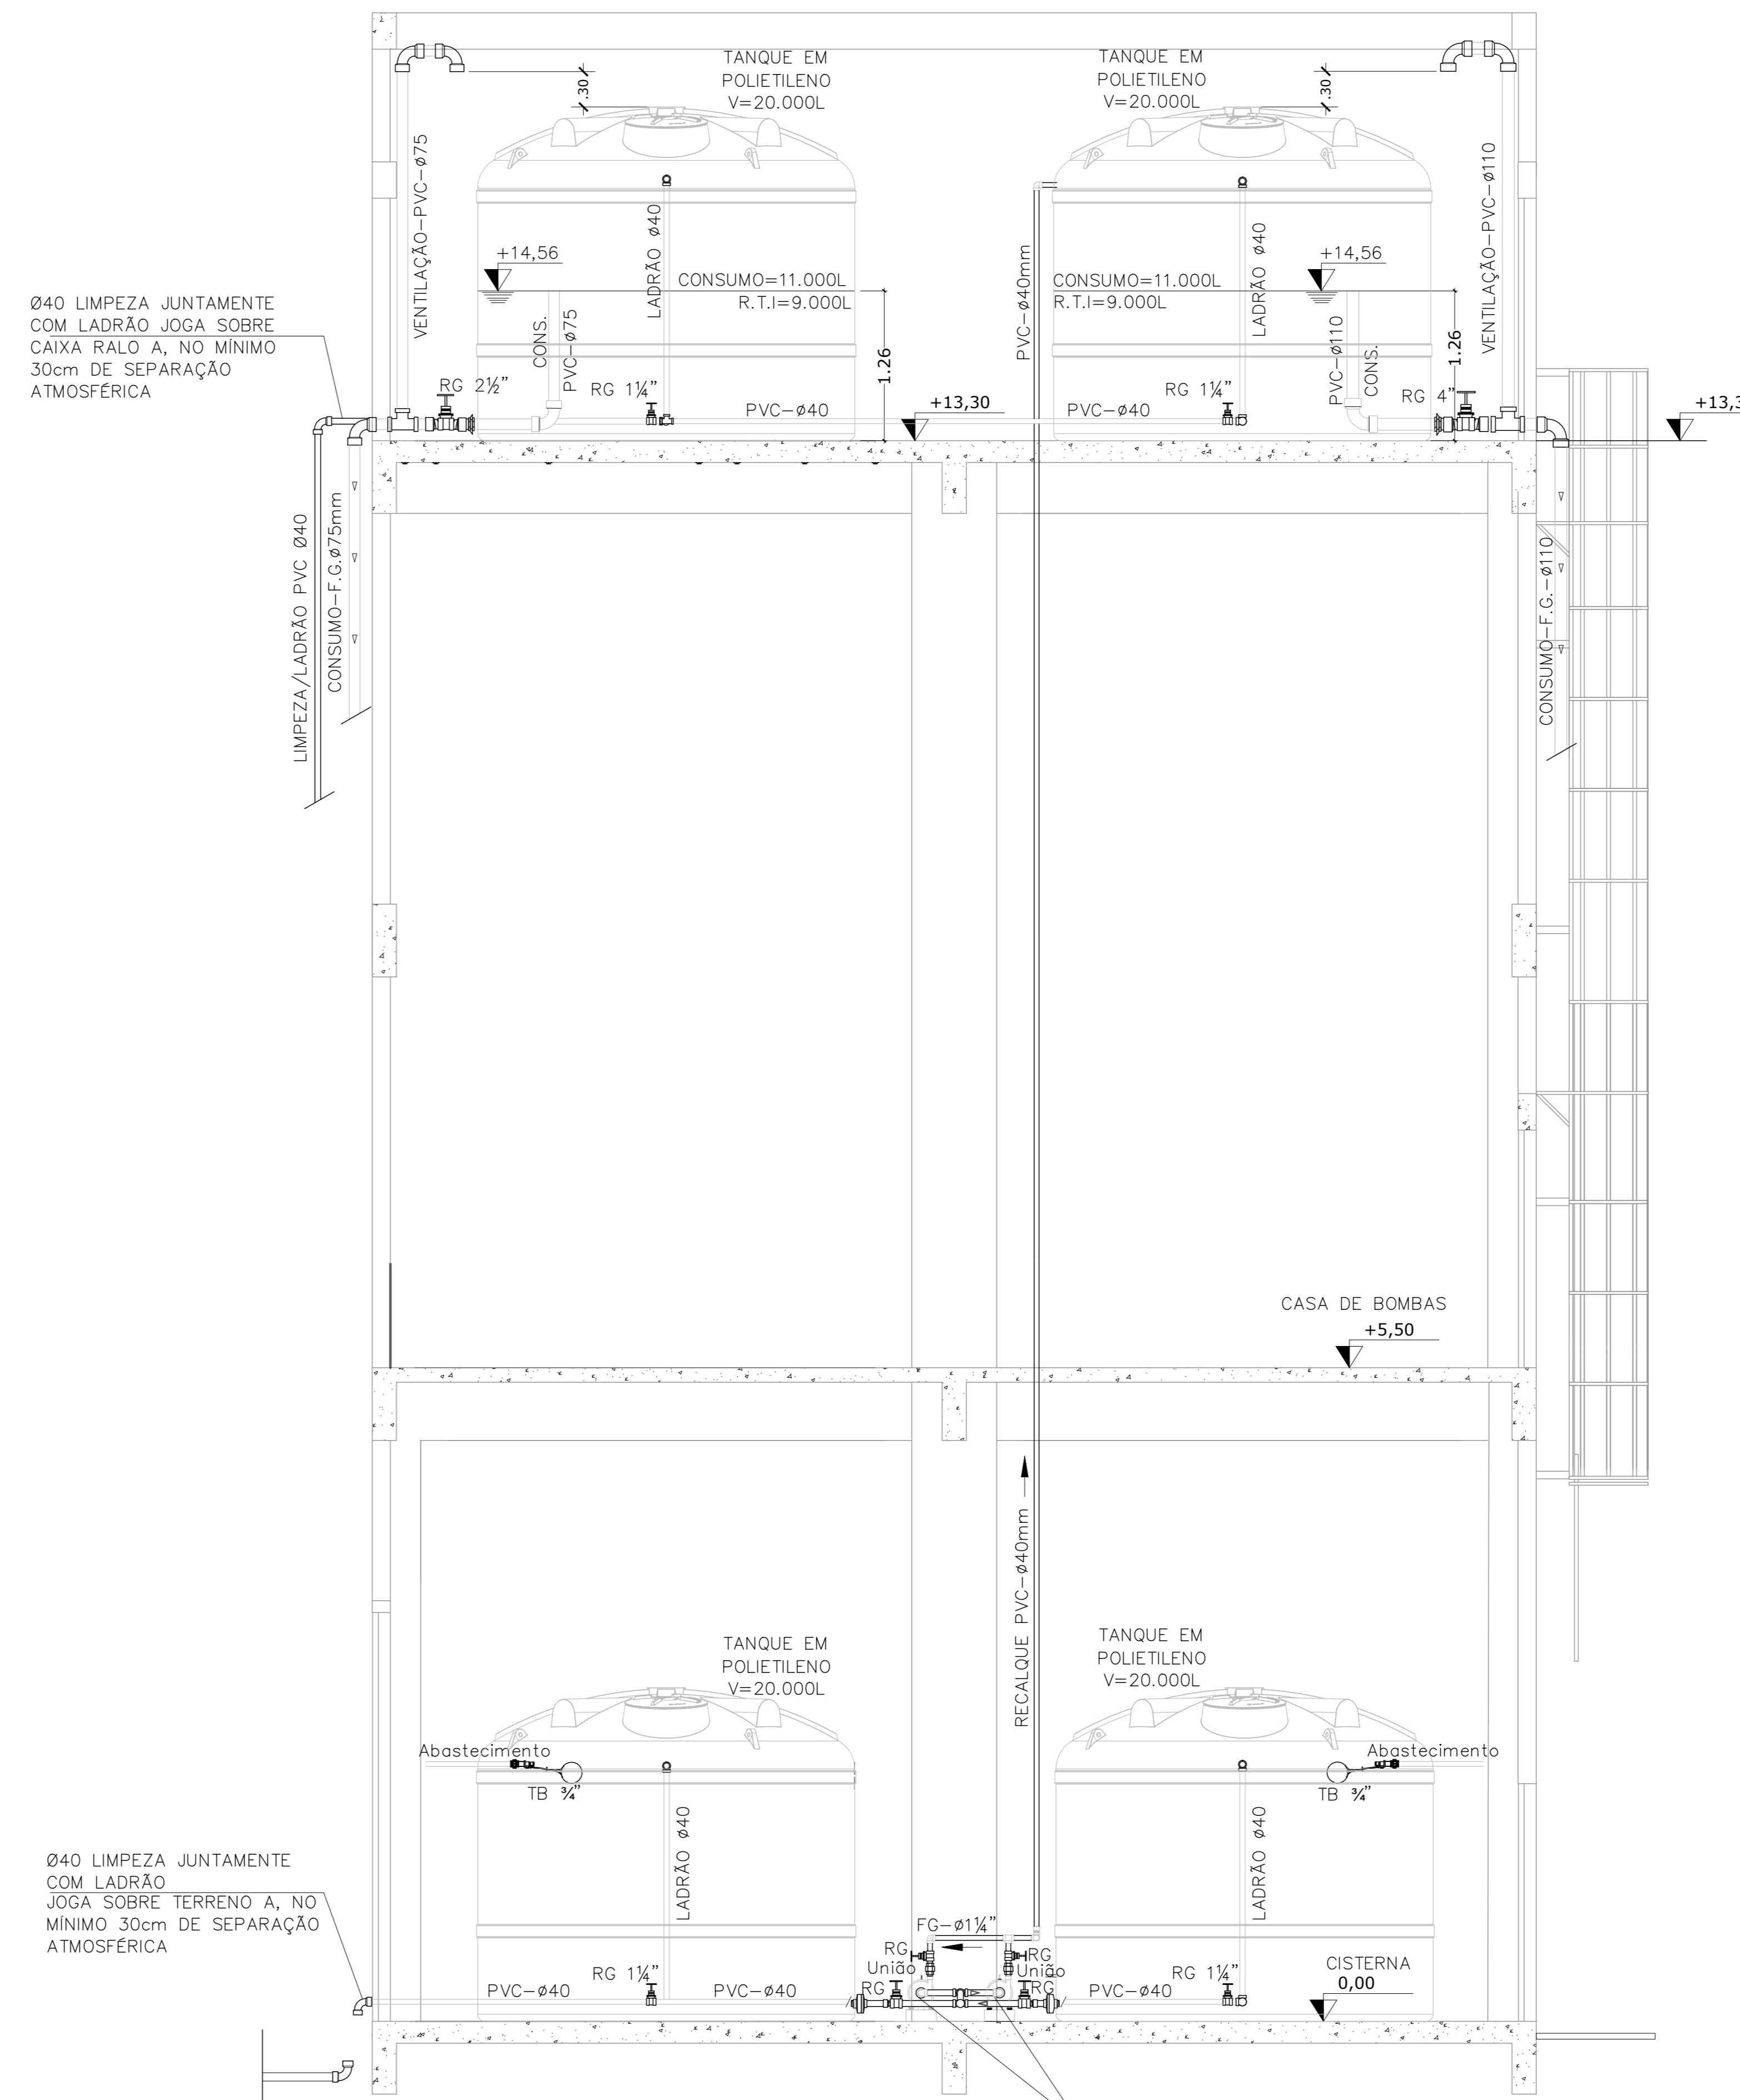 TANQUE EM
POLIETILENO
V=20.000L
TANQUE EM
POLIETILENO
V=20.000L
.30
.30
VENTILAÇÃO-PVC-ø75
VENTILAÇÃO-PVC-ø110
LADRÃO ø40
LADRÃO ø40
+14,56
+14,56
CONSUMO=11.000L
R.T.I=9.000L
CONSUMO=11.000L
R.T.I=9.000L
PVC-ø40mm
Ø40 LIMPEZA JUNTAMENTE
COM LADRÃO JOGA SOBRE
CAIXA RALO A, NO MÍNIMO
30cm DE SEPARAÇÃO
ATMOSFÉRICA
CONS.
PVC-ø75
PVC-ø110
CONS.
1.26
1.26
RG 2½"
RG 1¼"
PVC-ø40
+13,30
PVC-ø40
RG 1¼"
RG 4"
+13,3
LIMPEZA/LADRÃO PVC Ø40
CONSUMO-F.G.ø75mm
CONSUMO-F.G.-ø110
CASA DE BOMBAS
+5,50
RECALQUE PVC-ø40mm
TANQUE EM
POLIETILENO
V=20.000L
TANQUE EM
POLIETILENO
V=20.000L
Abastecimento
TB ¾"
Abastecimento
TB ¾"
LADRÃO ø40
LADRÃO ø40
Ø40 LIMPEZA JUNTAMENTE
COM LADRÃO
JOGA SOBRE TERRENO A, NO
MÍNIMO 30cm DE SEPARAÇÃO
ATMOSFÉRICA
FG-ø1¼"
RG
União
RG
RG
União
RG
PVC-ø40
RG 1¼"
PVC-ø40
PVC-ø40
RG 1¼"
CISTERNA
0,00